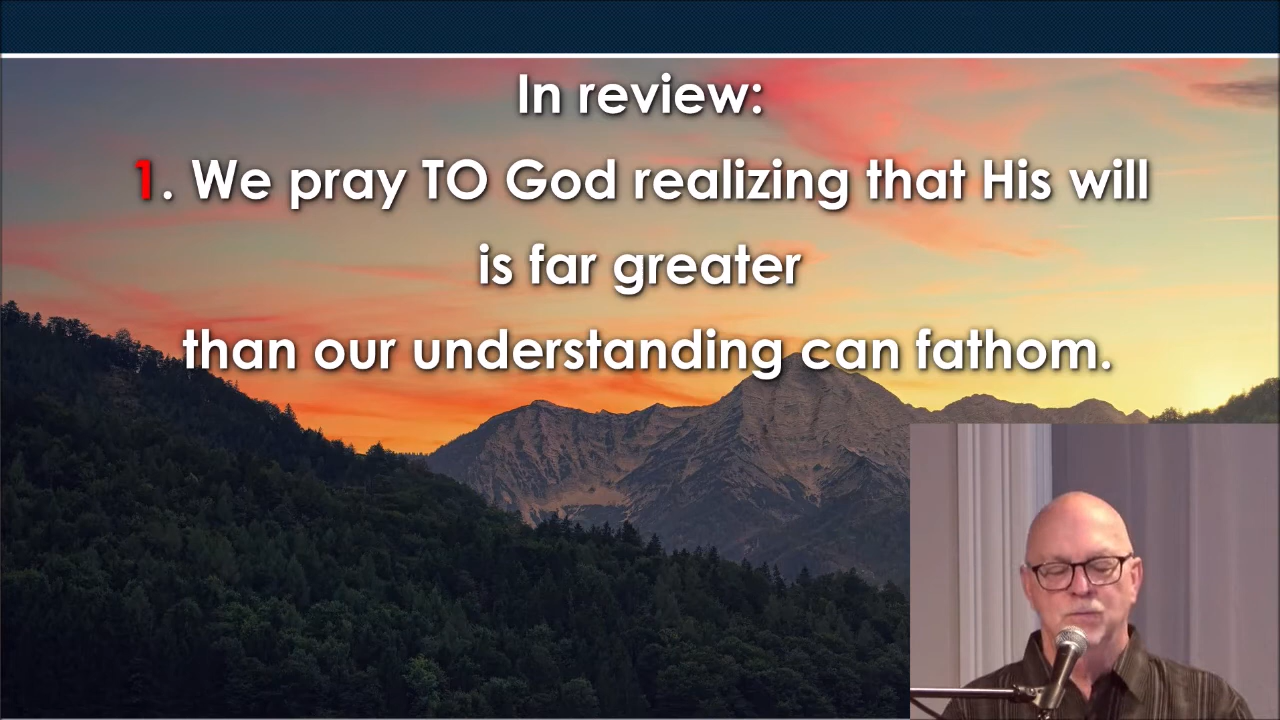 In review:
1. We pray TO God realizing that His will
is far greater
than our understanding can fathom.